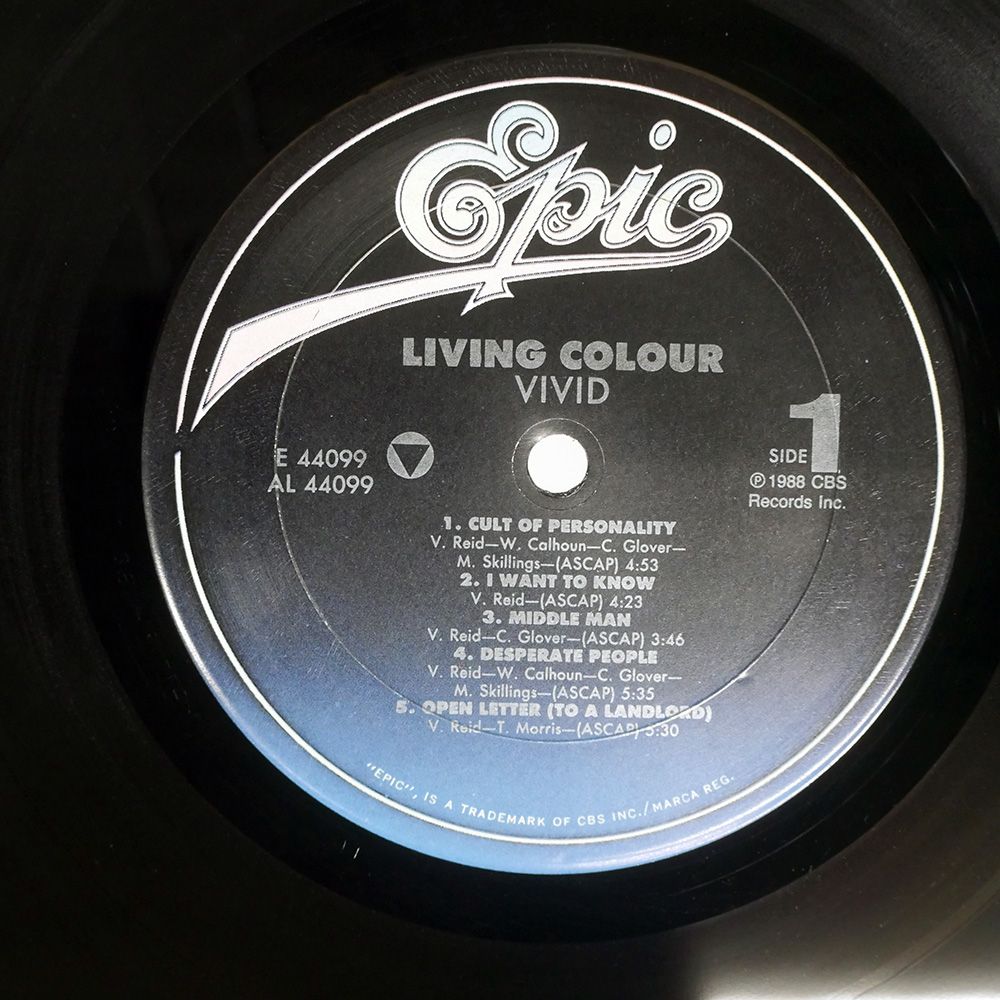 Epic
LIVING COLOUR
VIVID
E 44099
AL 44099
SIDE 1
℗ 1988 CBS
Records Inc.
1. CULT OF PERSONALITY
V. Reid—W. Calhoun—C. Glover—
M. Skillings—(ASCAP) 4:53
2. I WANT TO KNOW
V. Reid—(ASCAP) 4:23
3. MIDDLE MAN
V. Reid—C. Glover—(ASCAP) 3:46
4. DESPERATE PEOPLE
V. Reid—W. Calhoun—C. Glover—
M. Skillings—(ASCAP) 5:35
5. OPEN LETTER (TO A LANDLORD)
V. Reid—T. Morris—(ASCAP) 5:30
"EPIC", IS A TRADEMARK OF CBS INC./MARCA REG.